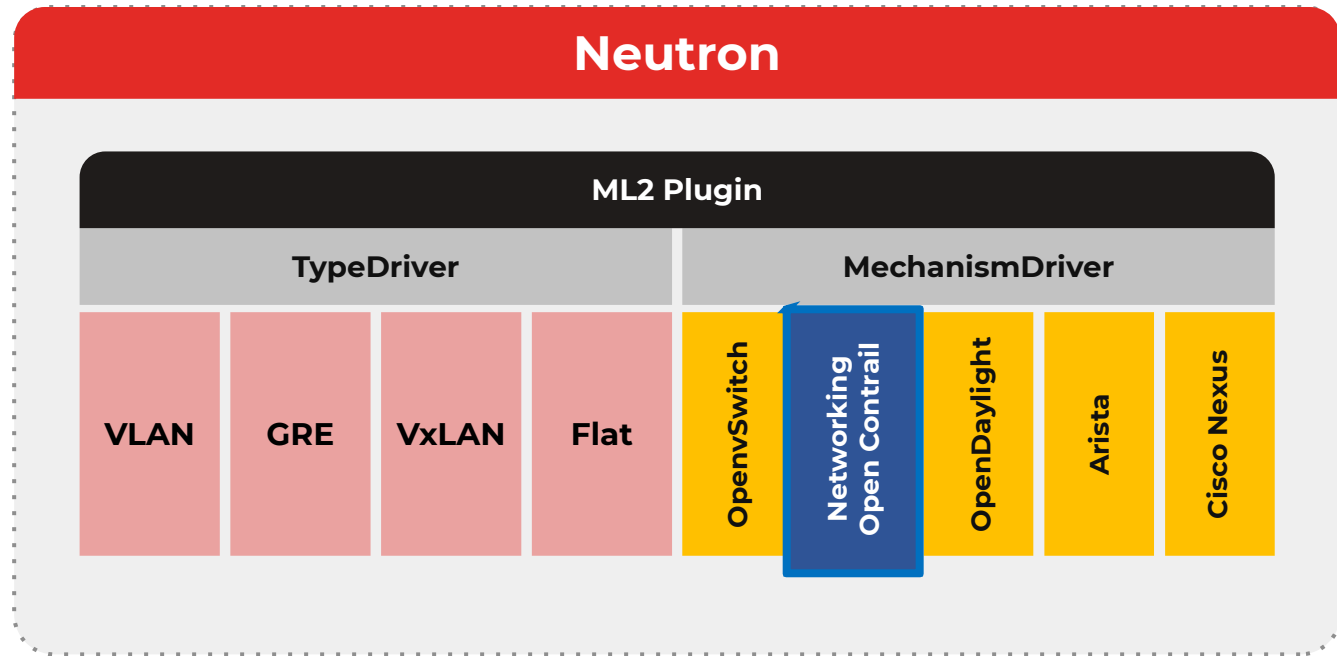 Neutron
ML2 Plugin
TypeDriver
MechanismDriver
VLAN
GRE
VxLAN
Flat
OpenvSwitch
Networking
Open Contrail
OpenDaylight
Arista
Cisco Nexus